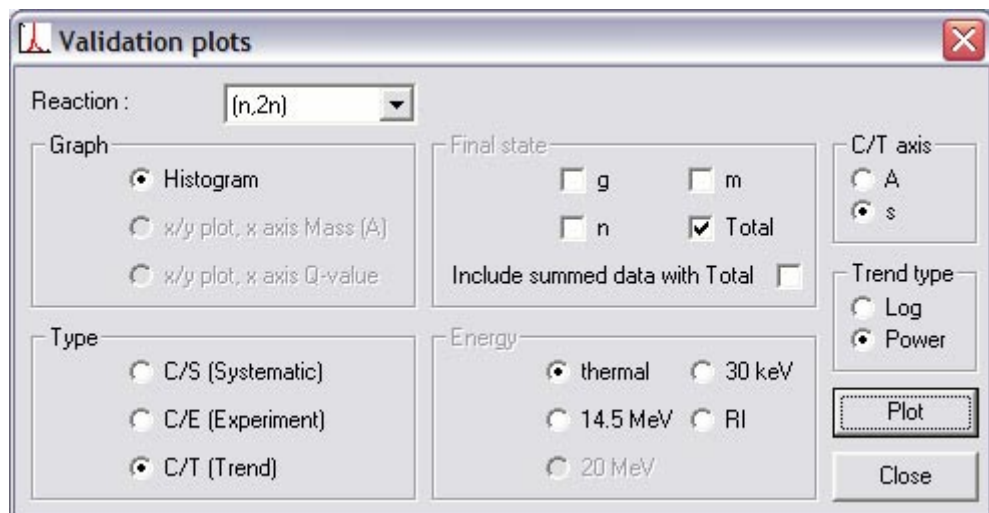 Validation plots
Reaction :
(n,2n)
Graph
Histogram
x/y plot, x axis Mass (A)
x/y plot, x axis Q-value
Final state
g
m
n
Total
Include summed data with Total
C/T axis
A
s
Trend type
Log
Power
Type
C/S (Systematic)
C/E (Experiment)
C/T (Trend)
Energy
thermal
30 keV
14.5 MeV
RI
20 MeV
Plot
Close